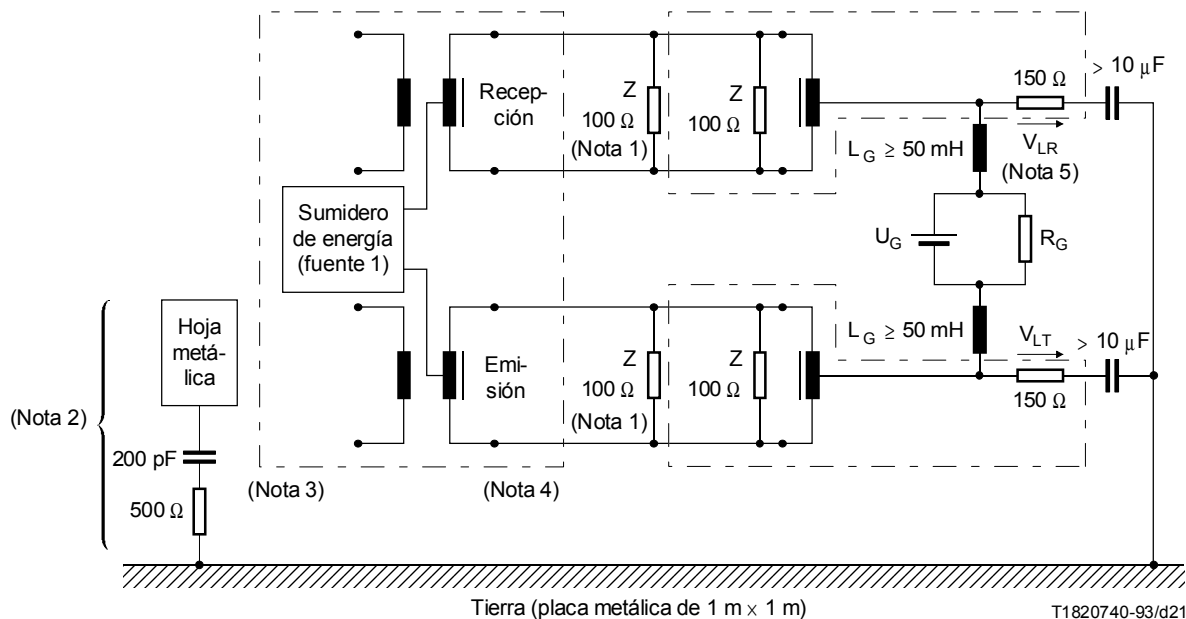 Recep-
ción
Z
100 Ω
(Nota 1)
Z
100 Ω
150 Ω
> 10 μF
L_G ≥ 50 mH
V_LR
(Nota 5)
Sumidero
de energía
(fuente 1)
U_G
R_G
Hoja
metá-
lica
(Nota 2)
200 pF
500 Ω
Emi-
sión
Z
100 Ω
(Nota 1)
Z
100 Ω
L_G ≥ 50 mH
V_LT
> 10 μF
150 Ω
(Nota 3)
(Nota 4)
Tierra (placa metálica de 1 m × 1 m)
T1820740-93/d21